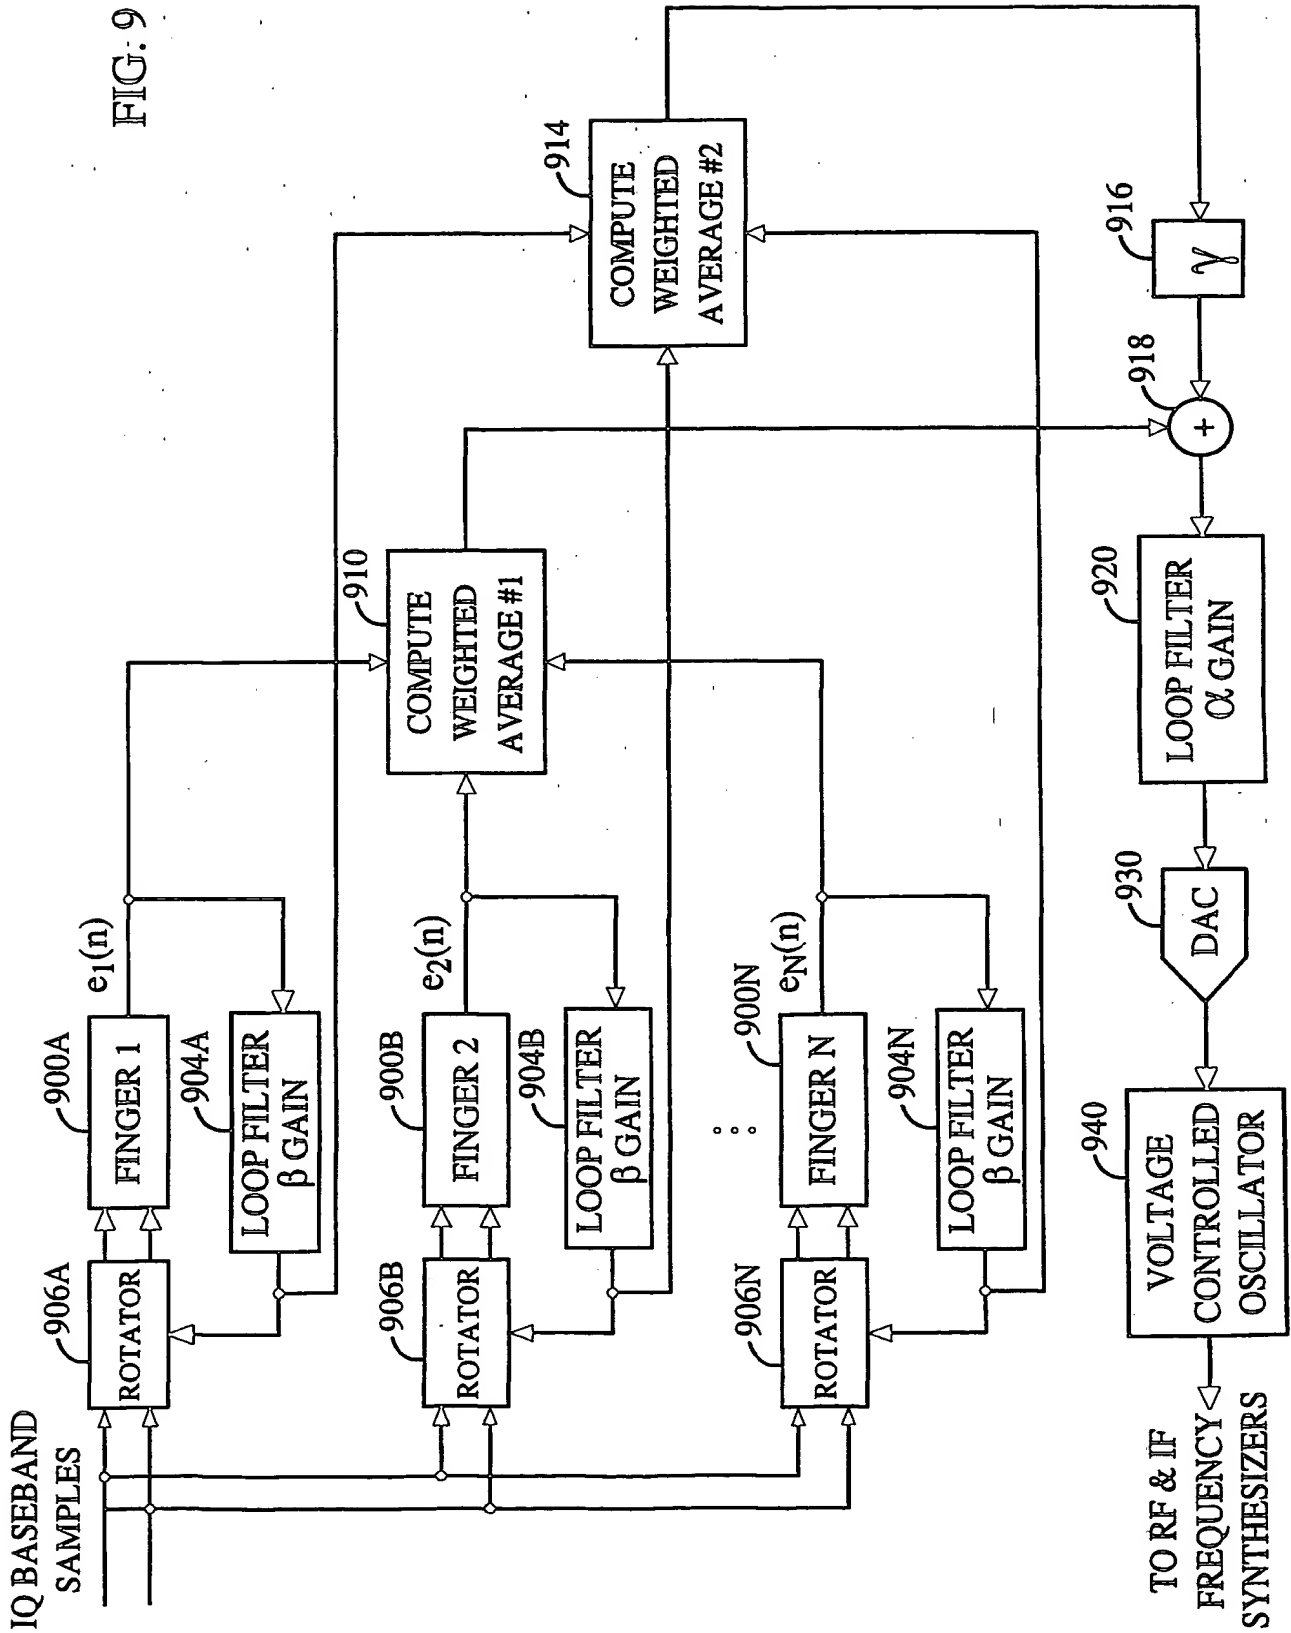 FIG. 9
IQ BASEBAND
SAMPLES
906A
ROTATOR
900A
FINGER 1
e1(n)
904A
LOOP FILTER
β GAIN
906B
ROTATOR
900B
FINGER 2
e2(n)
904B
LOOP FILTER
β GAIN
906N
ROTATOR
900N
FINGER N
eN(n)
904N
LOOP FILTER
β GAIN
910
COMPUTE
WEIGHTED
AVERAGE #1
914
COMPUTE
WEIGHTED
AVERAGE #2
916
γ
918
+
920
LOOP FILTER
α GAIN
930
DAC
940
VOLTAGE
CONTROLLED
OSCILLATOR
TO RF & IF
FREQUENCY
SYNTHESIZERS